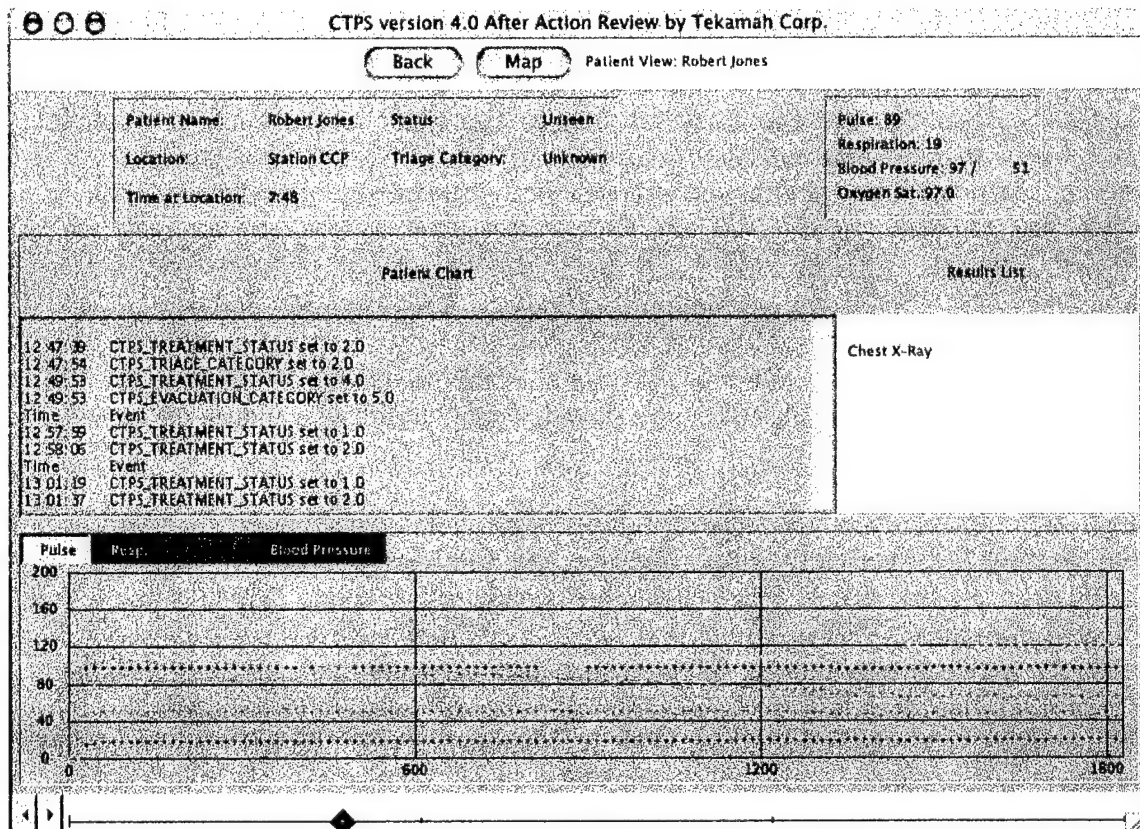 CTPS version 4.0 After Action Review by Tekamah Corp.
Back Map Patient View: Robert Jones
Patient Name: Robert Jones Status: Unseen
Location: Station CCP Triage Category: Unknown
Time at Location: 7:48
Pulse: 89
Respiration: 19
Blood Pressure: 97 / 51
Oxygen Sat.:97.0
Patient Chart
Results List
12:47:39 CTPS_TREATMENT_STATUS set to 2.0
12:47:54 CTPS_TRIAGE_CATEGORY set to 2.0
12:49:53 CTPS_TREATMENT_STATUS set to 4.0
12:49:53 CTPS_EVACUATION_CATEGORY set to 5.0
Time Event
12:57:59 CTPS_TREATMENT_STATUS set to 1.0
12:58:06 CTPS_TREATMENT_STATUS set to 2.0
Time Event
13:01:19 CTPS_TREATMENT_STATUS set to 1.0
13:01:37 CTPS_TREATMENT_STATUS set to 2.0
Chest X-Ray
Pulse Resp. Blood Pressure
200
160
120
80
40
0
0 600 1200 1800